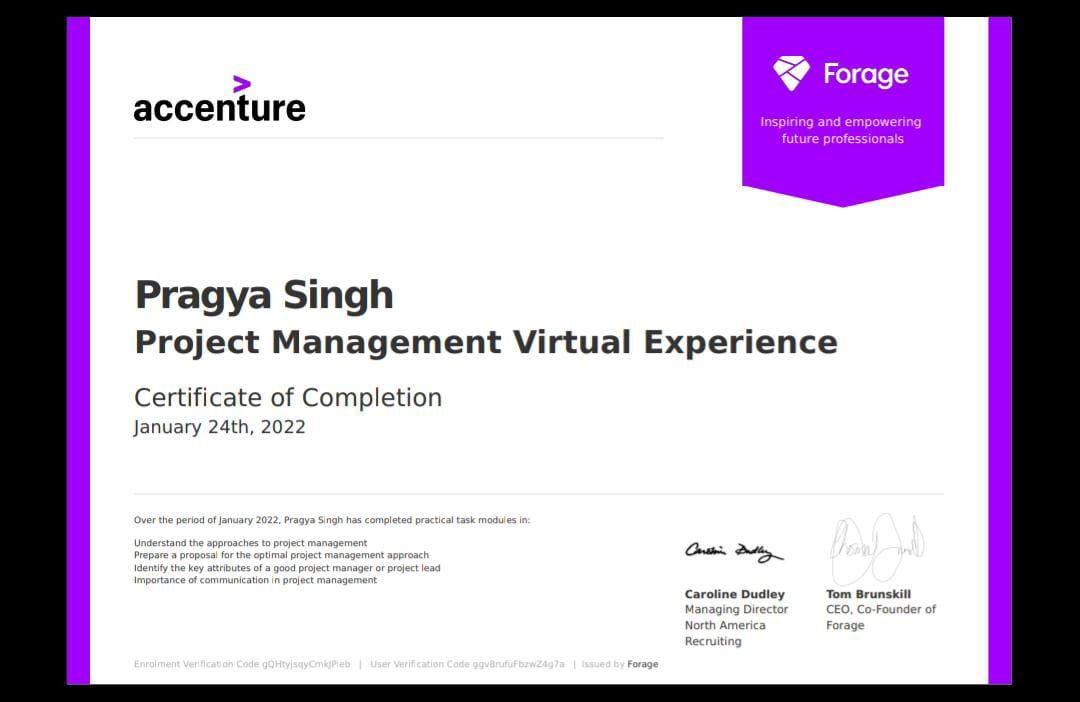 accenture
Forage
Inspiring and empowering
future professionals
Pragya Singh
Project Management Virtual Experience
Certificate of Completion
January 24th, 2022
Over the period of January 2022, Pragya Singh has completed practical task modules in:
Understand the approaches to project management
Prepare a proposal for the optimal project management approach
Identify the key attributes of a good project manager or project lead
Importance of communication in project management
Caroline Dudley
Managing Director
North America
Recruiting
Tom Brunskill
CEO, Co-Founder of
Forage
Enrolment Verification Code gQHtyjsqyCmkJPieb | User Verification Code ggvBrufuFbzwZ4g7a | Issued by Forage